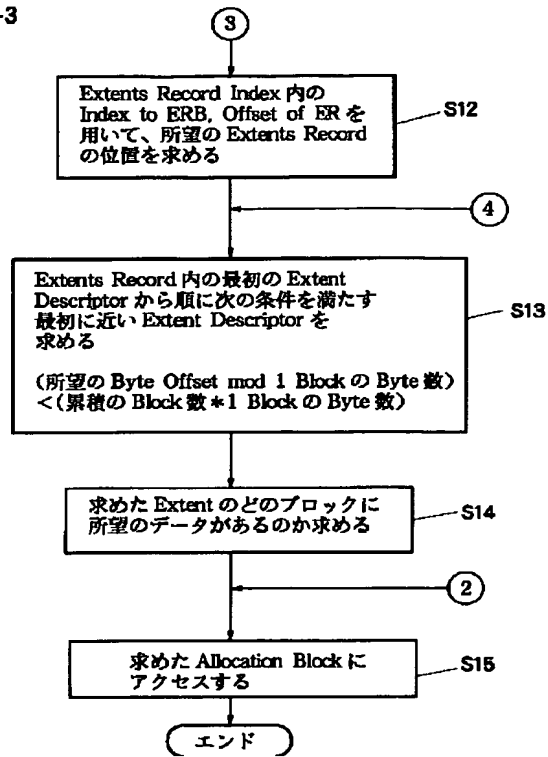 -3
3
Extents Record Index 内の
Index to ERB, Offset of ER を
用いて、所望の Extents Record
の位置を求める
S12
4
Extents Record 内の最初の Extent
Descriptor から順に次の条件を満たす
最初に近い Extent Descriptor を
求める
(所望の Byte Offset mod 1 Block の Byte 数)
<(累積の Block 数*1 Block の Byte 数)
S13
求めた Extent のどのブロックに
所望のデータがあるのか求める
S14
2
求めた Allocation Block に
アクセスする
S15
エンド